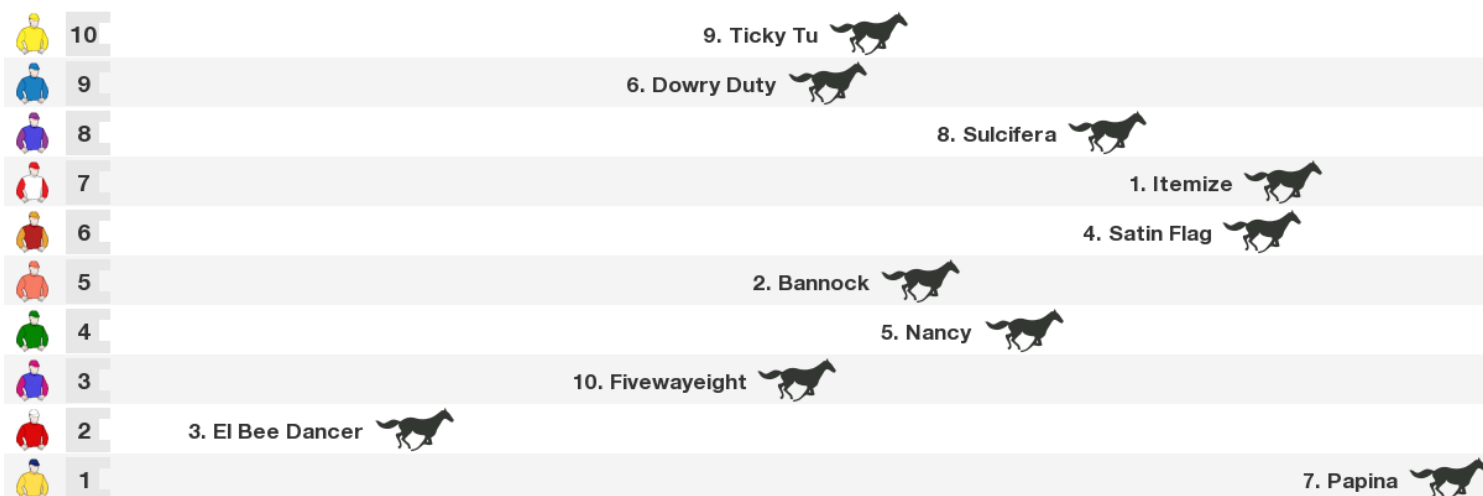 10 9. Ticky Tu
9 6. Dowry Duty
8 8. Sulcifera
7 1. Itemize
6 4. Satin Flag
5 2. Bannock
4 5. Nancy
3 10. Fivewayeight
2 3. El Bee Dancer
1 7. Papina